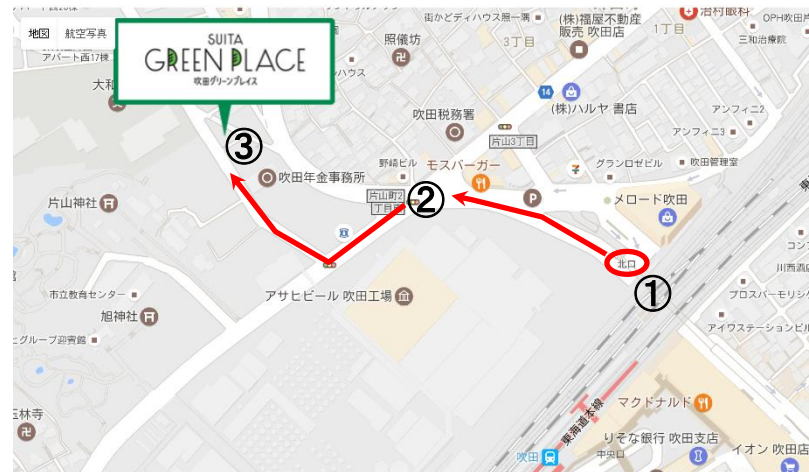 街かどディハウス照一隣
(株)福屋不動産
販売 吹田店
治村眼科
OPH吹田片
地図
航空写真
アパート西17棟
SUITA
GREEN PLACE
吹田グリーンプレイス
照儀坊
3丁目
1丁目
三和治療院
ハウス
大和
14
(株)ハルヤ 書店
アンフィニ2
吹田税務署
片山3丁目
アンフィニ3
③
野崎ビル
モスバーガー
グランロゼビル
吹田管理室
吹田年金事務所
片山町2
②
P
メロード吹田
片山神社
北口
①
コン
川西酒
市立教育センター
アサヒビール 吹田工場
プロスパーモリシ
旭神社
アイワステーションビル
ヒグループ迎賓館
マクドナルド
玉林寺
東海道本線
りそな銀行 吹田支店
イオン 吹田店
吹田
中央口